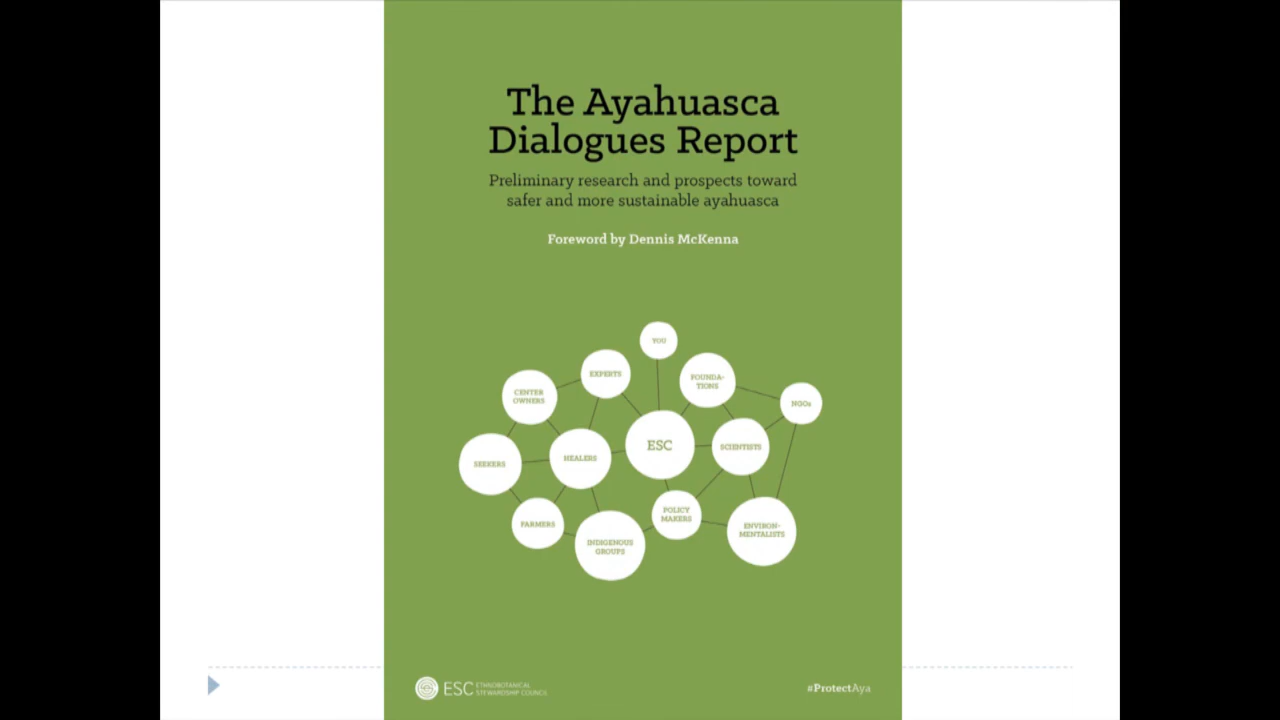 The Ayahuasca
Dialogues Report
Preliminary research and prospects toward
safer and more sustainable ayahuasca
Foreword by Dennis McKenna
YOU
EXPERTS
FOUNDA-
TIONS
CENTER
OWNERS
NGOs
ESC
SCIENTISTS
HEALERS
SEEKERS
POLICY
MAKERS
FARMERS
ENVIRON-
MENTALISTS
INDIGENOUS
GROUPS
ESC
ETHNOBOTANICAL
STEWARDSHIP COUNCIL
#ProtectAya